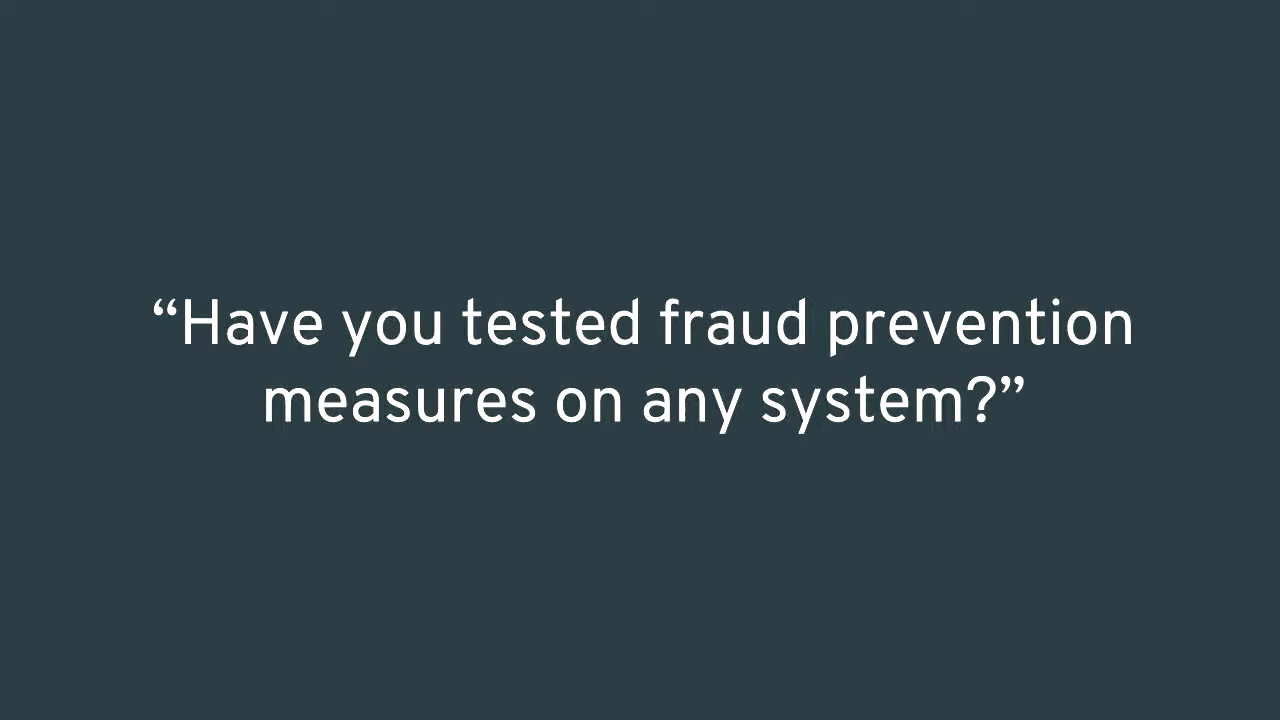 “Have you tested fraud prevention
measures on any system?”